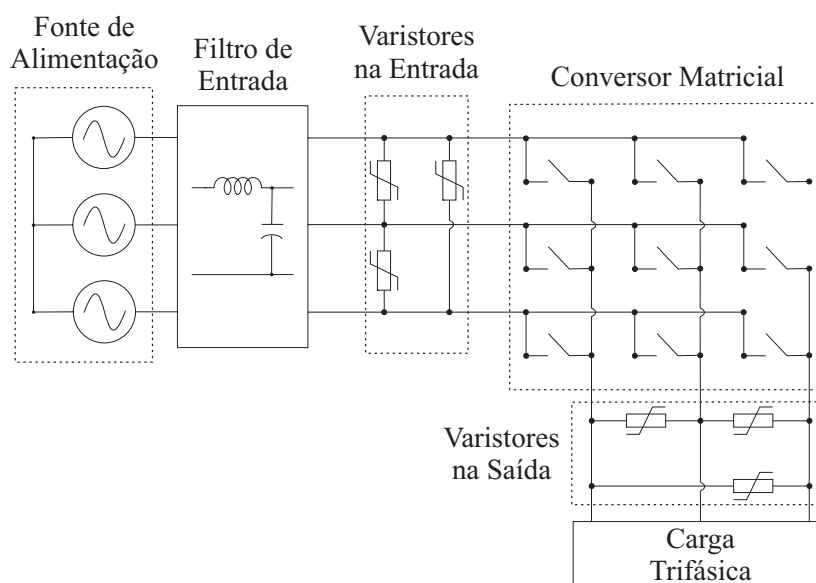 Fonte de
Alimentação
Filtro de
Entrada
Varistores
na Entrada
Conversor Matricial
Varistores
na Saída
Carga
Trifásica